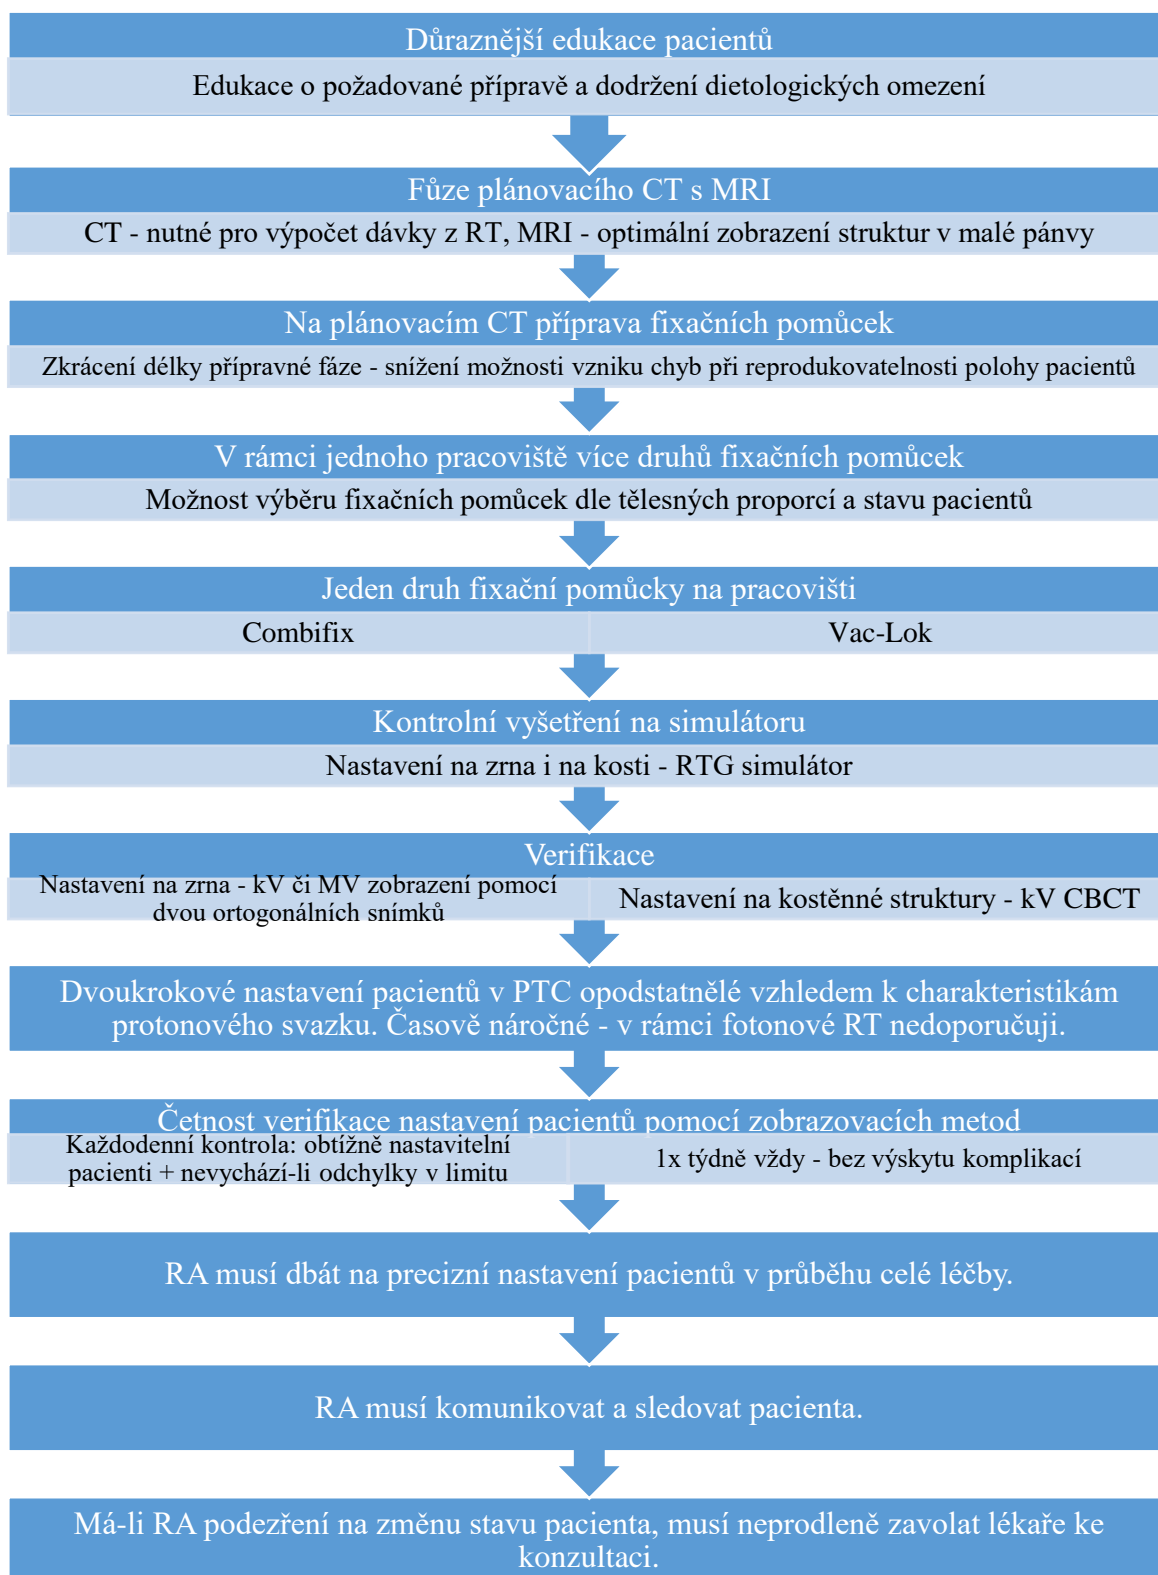 Důraznější edukace pacientů
Edukace o požadované přípravě a dodržení dietologických omezení
Fůze plánovacího CT s MRI
CT - nutné pro výpočet dávky z RT, MRI - optimální zobrazení struktur v malé pánvy
Na plánovacím CT příprava fixačních pomůcek
Zkrácení délky přípravné fáze - snížení možnosti vzniku chyb při reprodukovatelnosti polohy pacientů
V rámci jednoho pracoviště více druhů fixačních pomůcek
Možnost výběru fixačních pomůcek dle tělesných proporcí a stavu pacientů
Jeden druh fixační pomůcky na pracovišti
Combifix
Vac-Lok
Kontrolní vyšetření na simulátoru
Nastavení na zrna i na kosti - RTG simulátor
Verifikace
Nastavení na zrna - kV či MV zobrazení pomocí
dvou ortogonálních snímků
Nastavení na kostěnné struktury - kV CBCT
Dvoukrokové nastavení pacientů v PTC opodstatnělé vzhledem k charakteristikám
protonového svazku. Časově náročné - v rámci fotonové RT nedoporučuji.
Četnost verifikace nastavení pacientů pomocí zobrazovacích metod
Každodenní kontrola: obtížně nastavitelní
pacienti + nevychází-li odchylky v limitu
1x týdně vždy - bez výskytu komplikací
RA musí dbát na precizní nastavení pacientů v průběhu celé léčby.
RA musí komunikovat a sledovat pacienta.
Má-li RA podezření na změnu stavu pacienta, musí neprodleně zavolat lékaře ke
konzultaci.